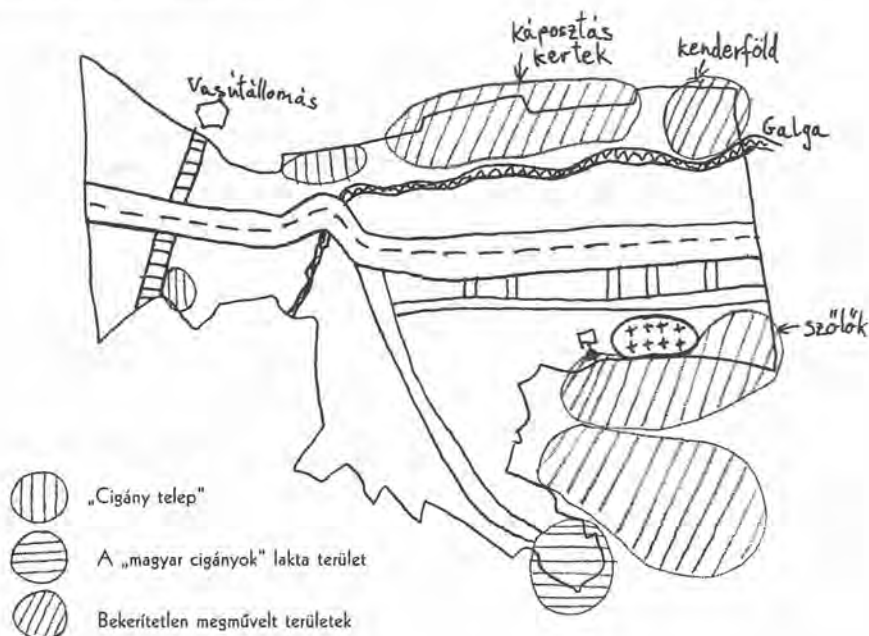 káposztás
kertek
kenderföld
Vasútállomás
Galga
szőlők
„Cigány telep"
A „magyar cigányok" lakta terület
Bekerítetlen megművelt területek